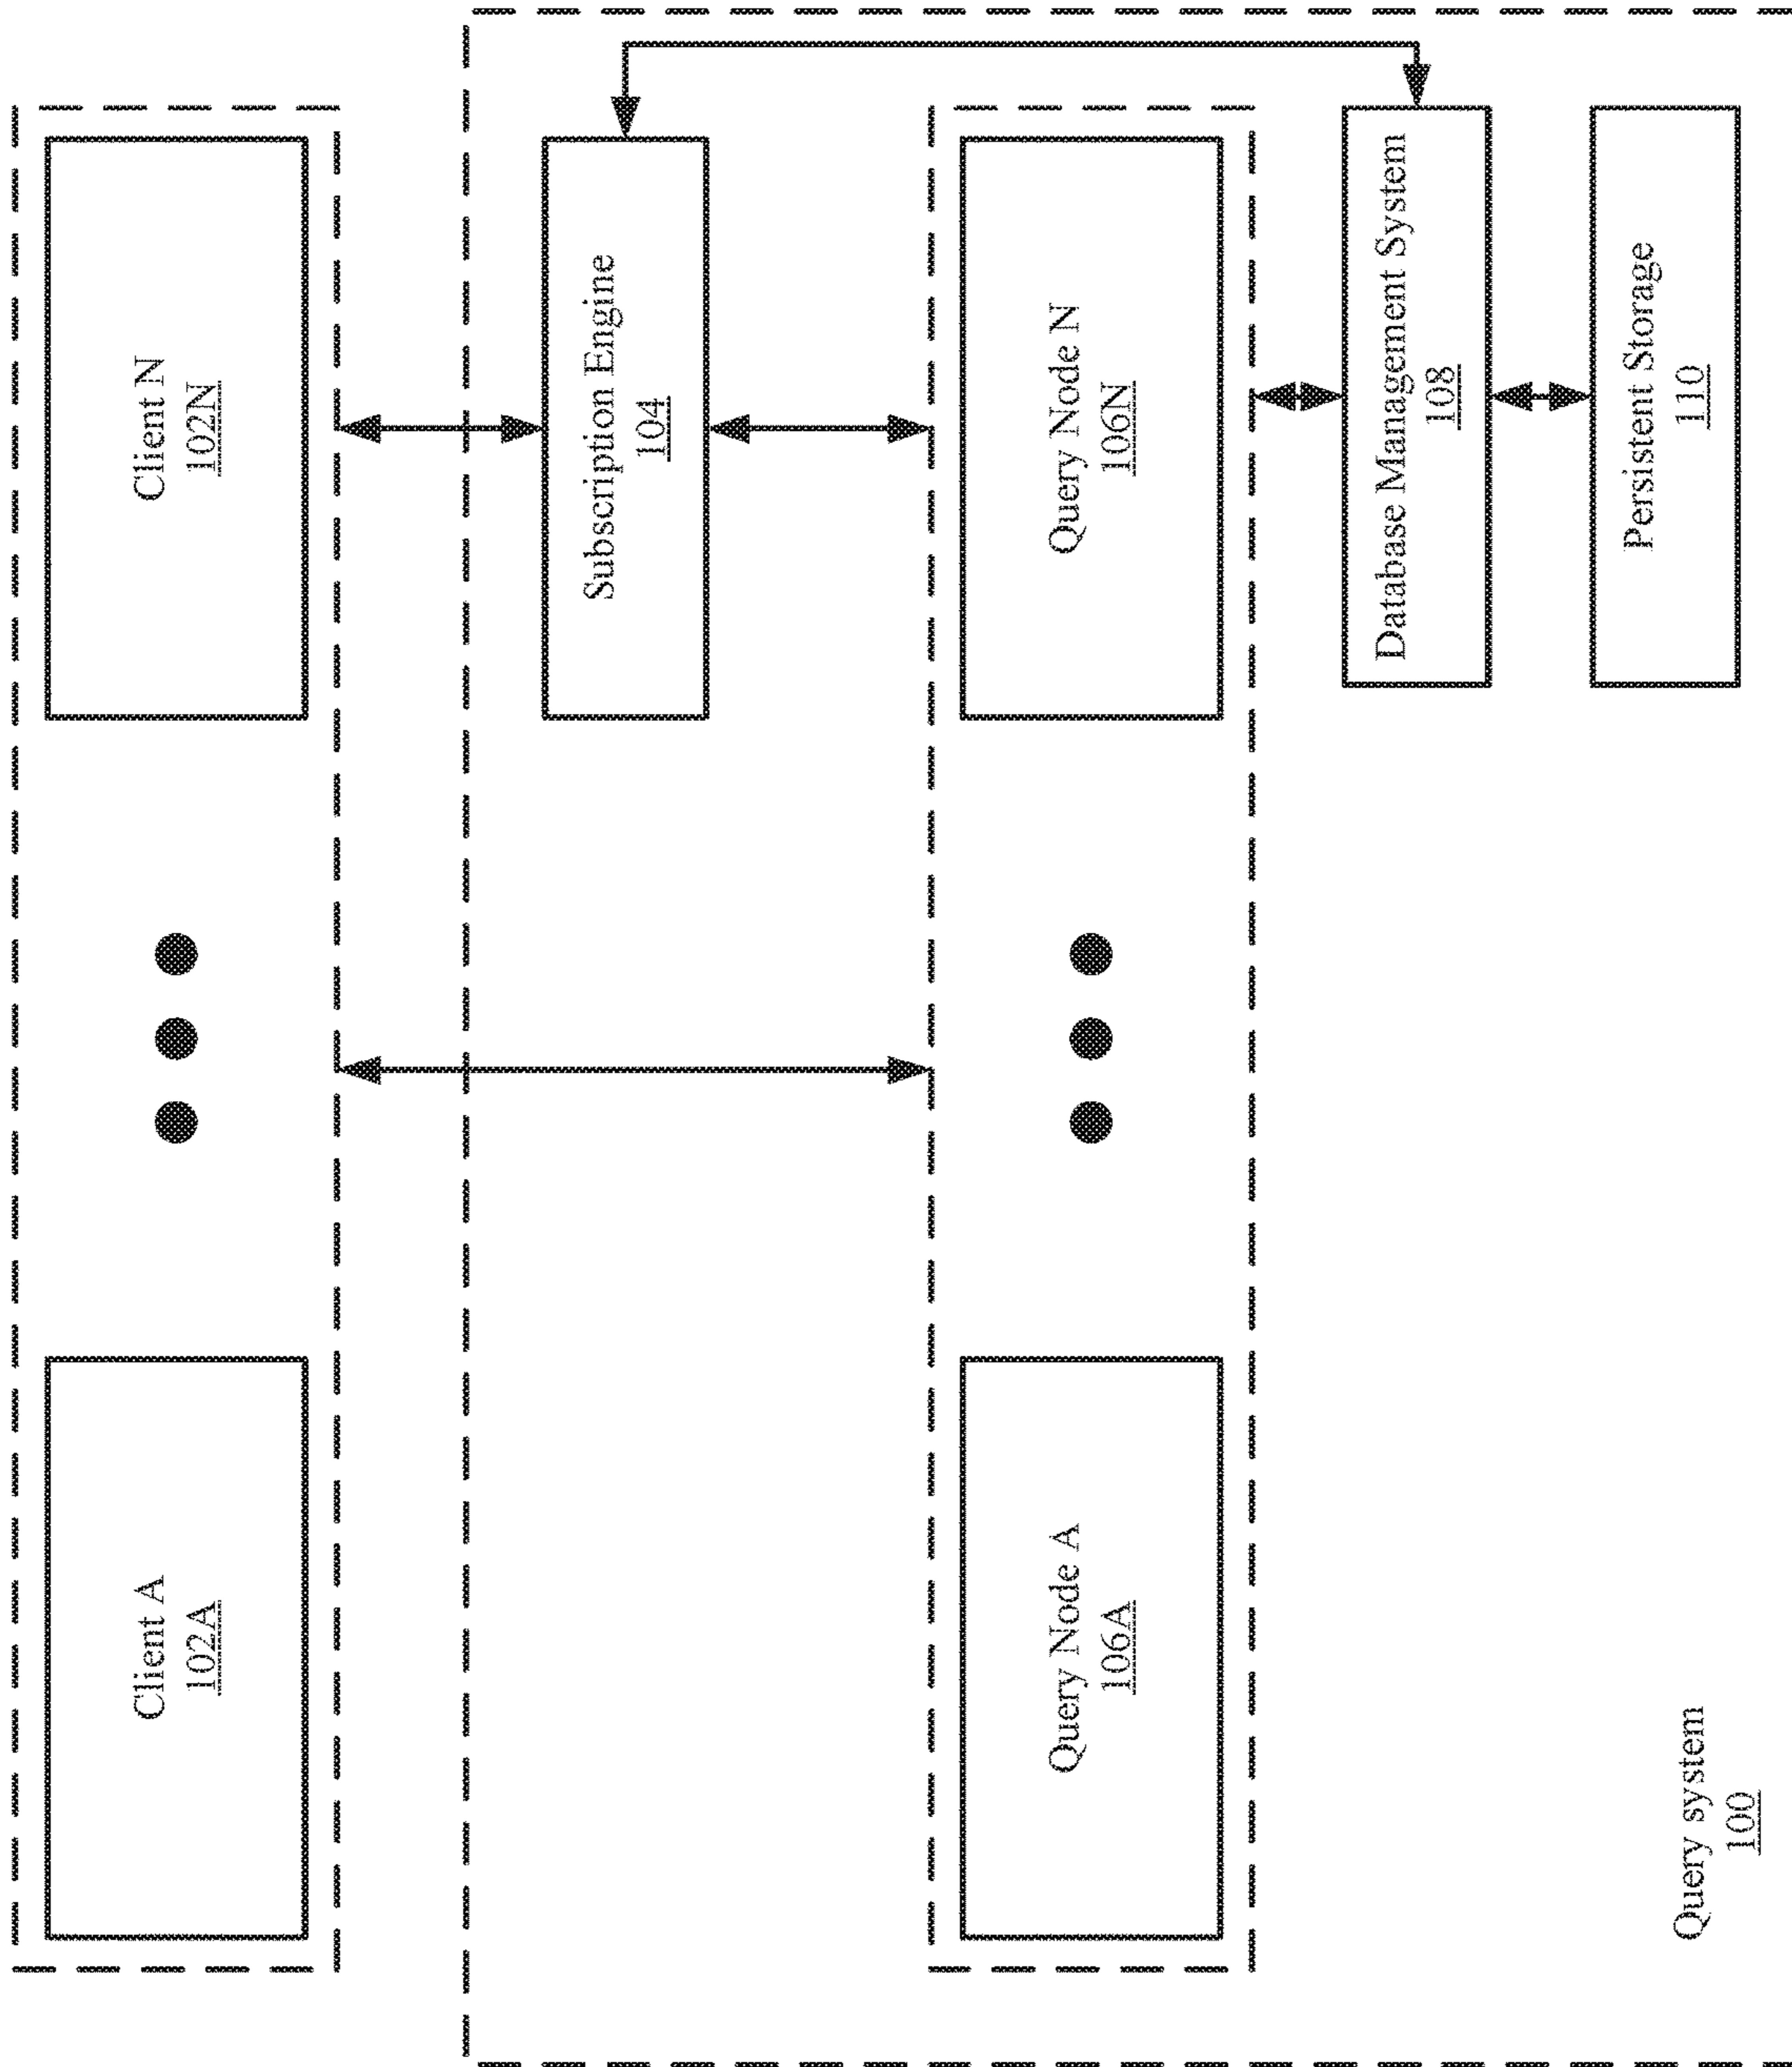 Client A
102A
Client N
102N
Subscription Engine
104
Query Node A
106A
Query Node N
106N
Database Management System
108
Persistent Storage
110
Query system
100